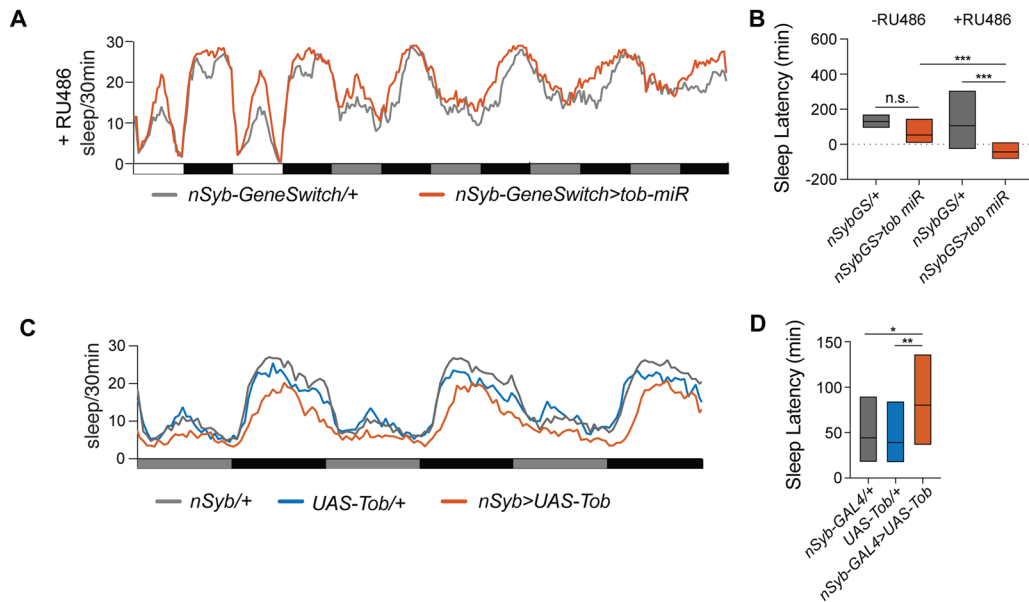 A
+ RU486
sleep/30min
30
20
10
0
nSyb-GeneSwitch/+
nSyb-GeneSwitch>tob-miR
B
-RU486
+RU486
Sleep Latency (min)
600
400
200
0
-200
n.s.
***
***
nSybGS/+
nSybGS>tob miR
nSybGS/+
nSybGS>tob miR
C
sleep/30min
30
20
10
0
nSyb/+
UAS-Tob/+
nSyb>UAS-Tob
D
Sleep Latency (min)
150
100
50
0
*
**
nSyb-GAL4/+
UAS-Tob/+
nSyb-GAL4>UAS-Tob